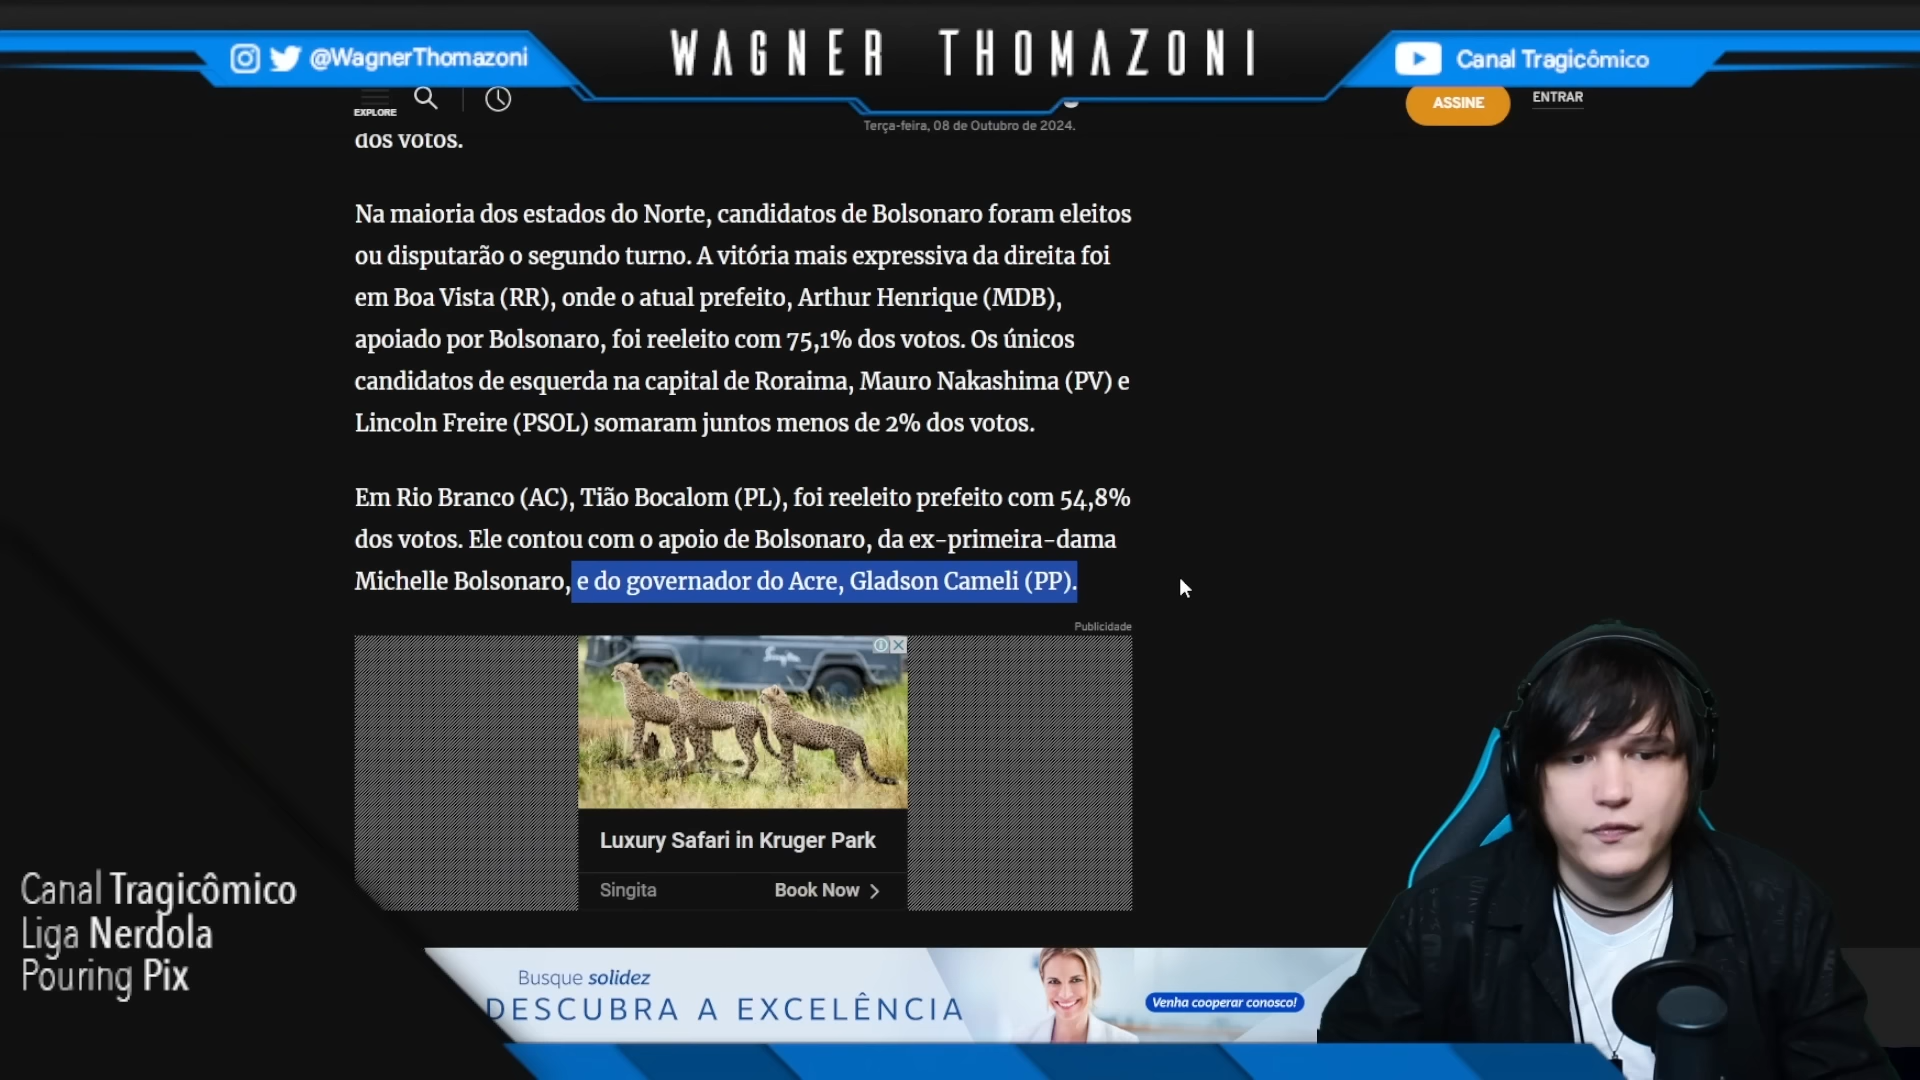 @WagnerThomazoni
WAGNER THOMAZONI
Canal Tragicômico
EXPLORE
Terça-feira, 08 de Outubro de 2024.
ASSINE
ENTRAR
dos votos.
Na maioria dos estados do Norte, candidatos de Bolsonaro foram eleitos
ou disputarão o segundo turno. A vitória mais expressiva da direita foi
em Boa Vista (RR), onde o atual prefeito, Arthur Henrique (MDB),
apoiado por Bolsonaro, foi reeleito com 75,1% dos votos. Os únicos
candidatos de esquerda na capital de Roraima, Mauro Nakashima (PV) e
Lincoln Freire (PSOL) somaram juntos menos de 2% dos votos.
Em Rio Branco (AC), Tião Bocalom (PL), foi reeleito prefeito com 54,8%
dos votos. Ele contou com o apoio de Bolsonaro, da ex-primeira-dama
Michelle Bolsonaro, e do governador do Acre, Gladson Cameli (PP).
Publicidade
Singita
Luxury Safari in Kruger Park
Singita
Book Now
Canal Tragicômico
Liga Nerdola
Pouring Pix
Busque solidez
DESCUBRA A EXCELÊNCIA
Venha cooperar conosco!